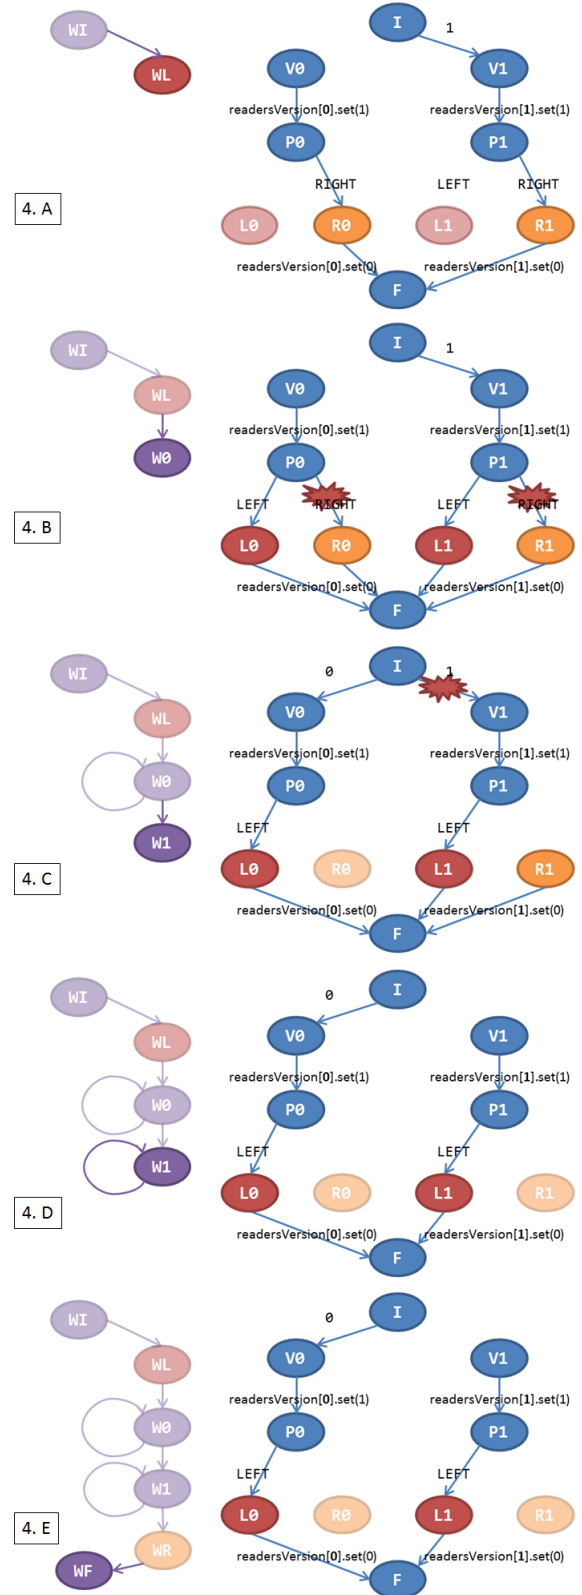 WI
I
1
WL
V0
V1
readersVersion[0].set(1)
readersVersion[1].set(1)
P0
P1
RIGHT
LEFT
RIGHT
4. A
L0
R0
L1
R1
readersVersion[0].set(0)
readersVersion[1].set(0)
F
WI
I
1
WL
V0
V1
readersVersion[0].set(1)
readersVersion[1].set(1)
W0
P0
P1
LEFT
RIGHT
LEFT
RIGHT
4. B
L0
R0
L1
R1
readersVersion[0].set(0)
readersVersion[1].set(0)
F
WI
I
0
1
WL
V0
V1
readersVersion[0].set(1)
readersVersion[1].set(1)
W0
P0
P1
LEFT
LEFT
W1
4. C
L0
R0
L1
R1
readersVersion[0].set(0)
readersVersion[1].set(0)
F
WI
I
0
WL
V0
V1
readersVersion[0].set(1)
readersVersion[1].set(1)
W0
P0
P1
LEFT
LEFT
W1
4. D
L0
R0
L1
R1
readersVersion[0].set(0)
readersVersion[1].set(0)
F
WI
I
0
WL
V0
V1
readersVersion[0].set(1)
readersVersion[1].set(1)
W0
P0
P1
LEFT
LEFT
W1
4. E
L0
R0
L1
R1
WR
readersVersion[0].set(0)
readersVersion[1].set(0)
WF
F